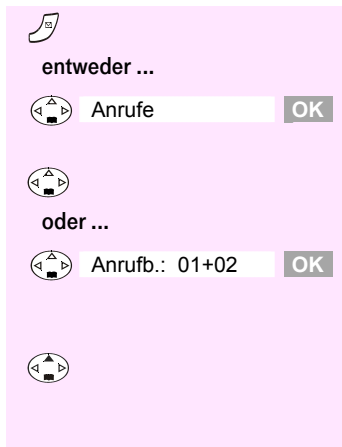 entweder ...
Anrufe OK
oder ...
Anrufb.: 01+02 OK